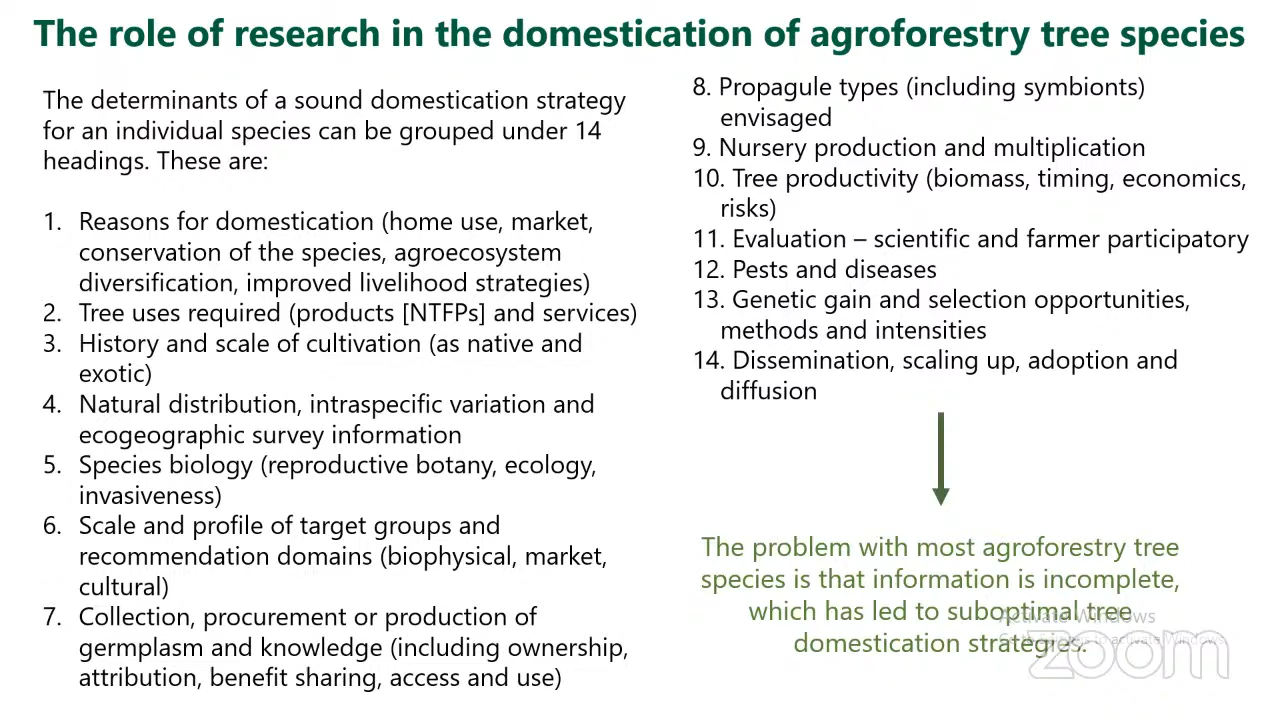 The role of research in the domestication of agroforestry tree species
The determinants of a sound domestication strategy
for an individual species can be grouped under 14
headings. These are:
1. Reasons for domestication (home use, market,
conservation of the species, agroecosystem
diversification, improved livelihood strategies)
2. Tree uses required (products [NTFPs] and services)
3. History and scale of cultivation (as native and
exotic)
4. Natural distribution, intraspecific variation and
ecogeographic survey information
5. Species biology (reproductive botany, ecology,
invasiveness)
6. Scale and profile of target groups and
recommendation domains (biophysical, market,
cultural)
7. Collection, procurement or production of
germplasm and knowledge (including ownership,
attribution, benefit sharing, access and use)
8. Propagule types (including symbionts)
envisaged
9. Nursery production and multiplication
10. Tree productivity (biomass, timing, economics,
risks)
11. Evaluation – scientific and farmer participatory
12. Pests and diseases
13. Genetic gain and selection opportunities,
methods and intensities
14. Dissemination, scaling up, adoption and
diffusion
The problem with most agroforestry tree
species is that information is incomplete,
which has led to suboptimal tree
domestication strategies.
Activate Windows
to activate Windows.
zoom